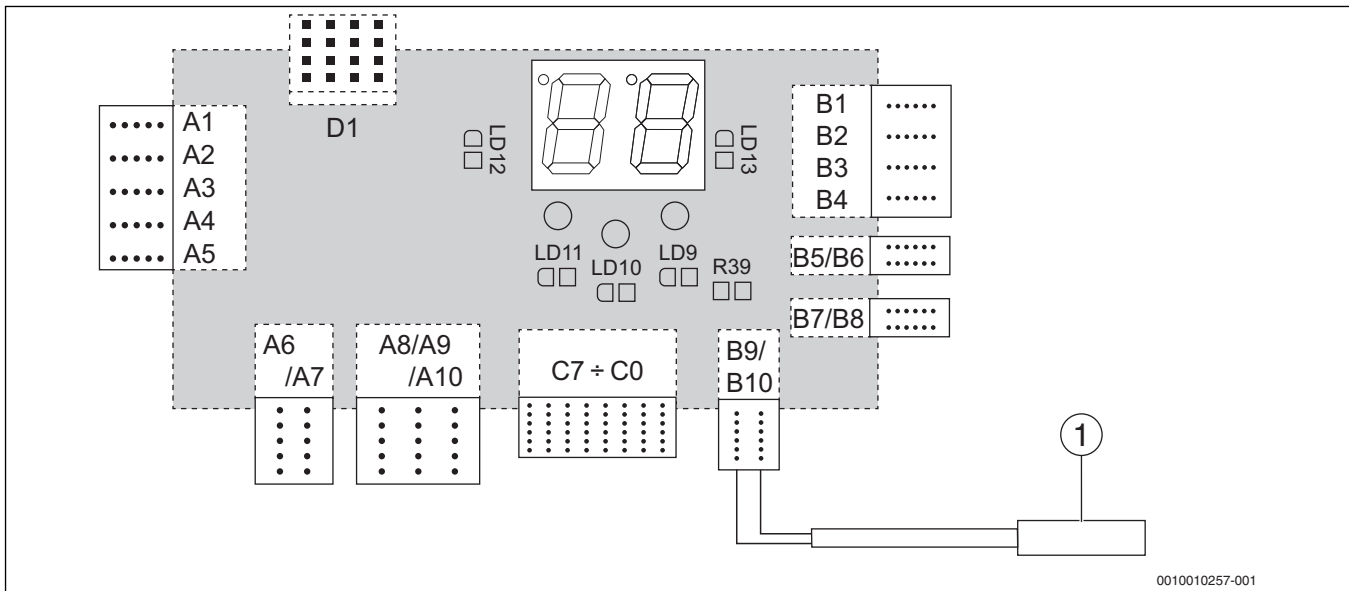 D1
A1
A2
A3
A4
A5
LD12
LD13
B1
B2
B3
B4
LD11
LD10
LD9
R39
B5/B6
B7/B8
A6
/A7
A8/A9
/A10
C7 ÷ C0
B9/
B10
1
0010010257-001